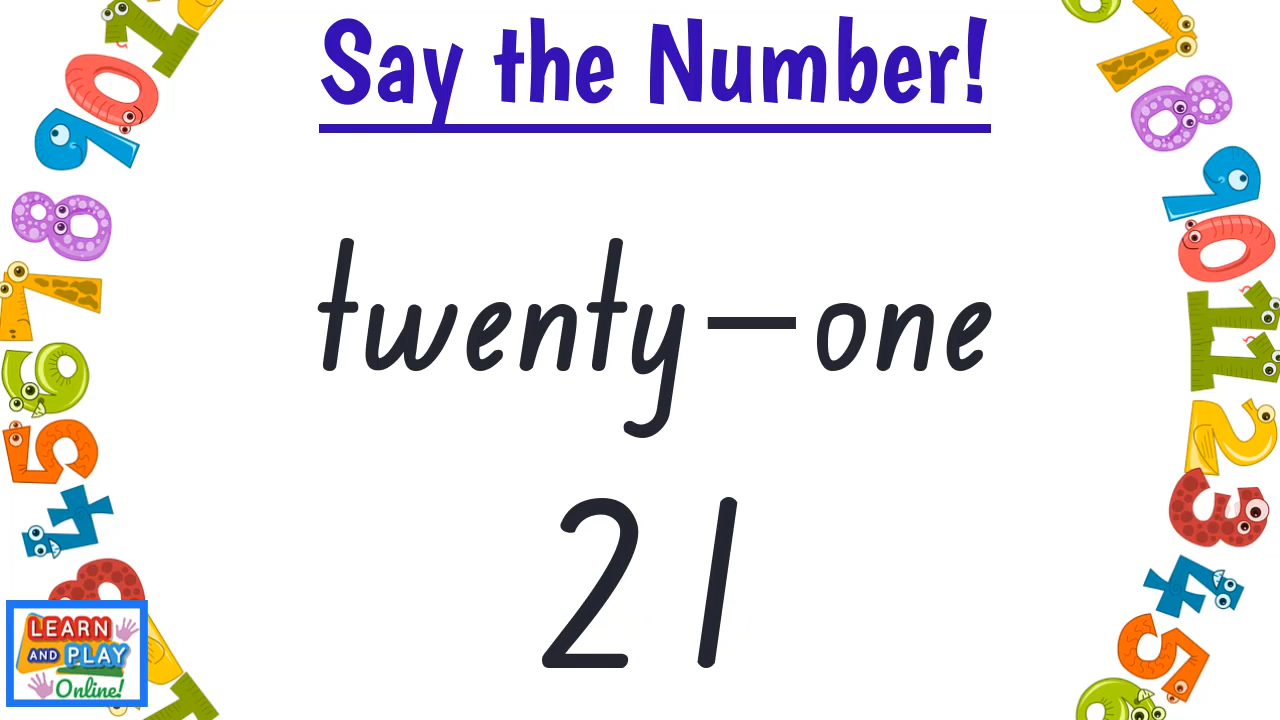 Say the Number!
twenty-one
21
LEARN
AND PLAY
Online!